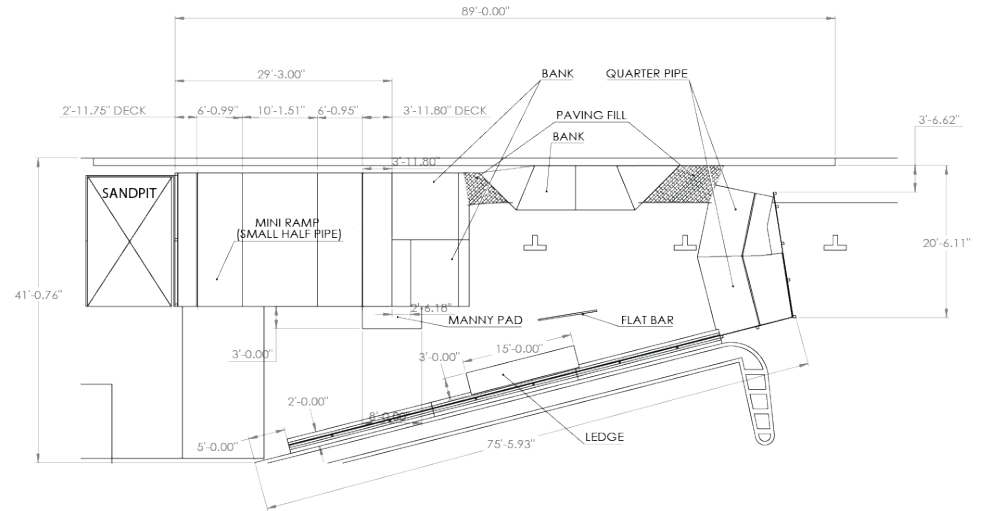 89'-0.00"
29'-3.00"
BANK
QUARTER PIPE
2'-11.75" DECK
6'-0.99"
10'-1.51"
6'-0.95"
3'-11.80" DECK
PAVING FILL
3'-6.62"
BANK
3'-11.80"
SANDPIT
MINI RAMP
(SMALL HALF PIPE)
20'-6.11"
41'-0.76"
2'-6.18"
MANNY PAD
FLAT BAR
3'-0.00"
3'-0.00"
15'-0.00"
2'-0.00"
8'-0.00"
5'-0.00"
75'-5.93"
LEDGE